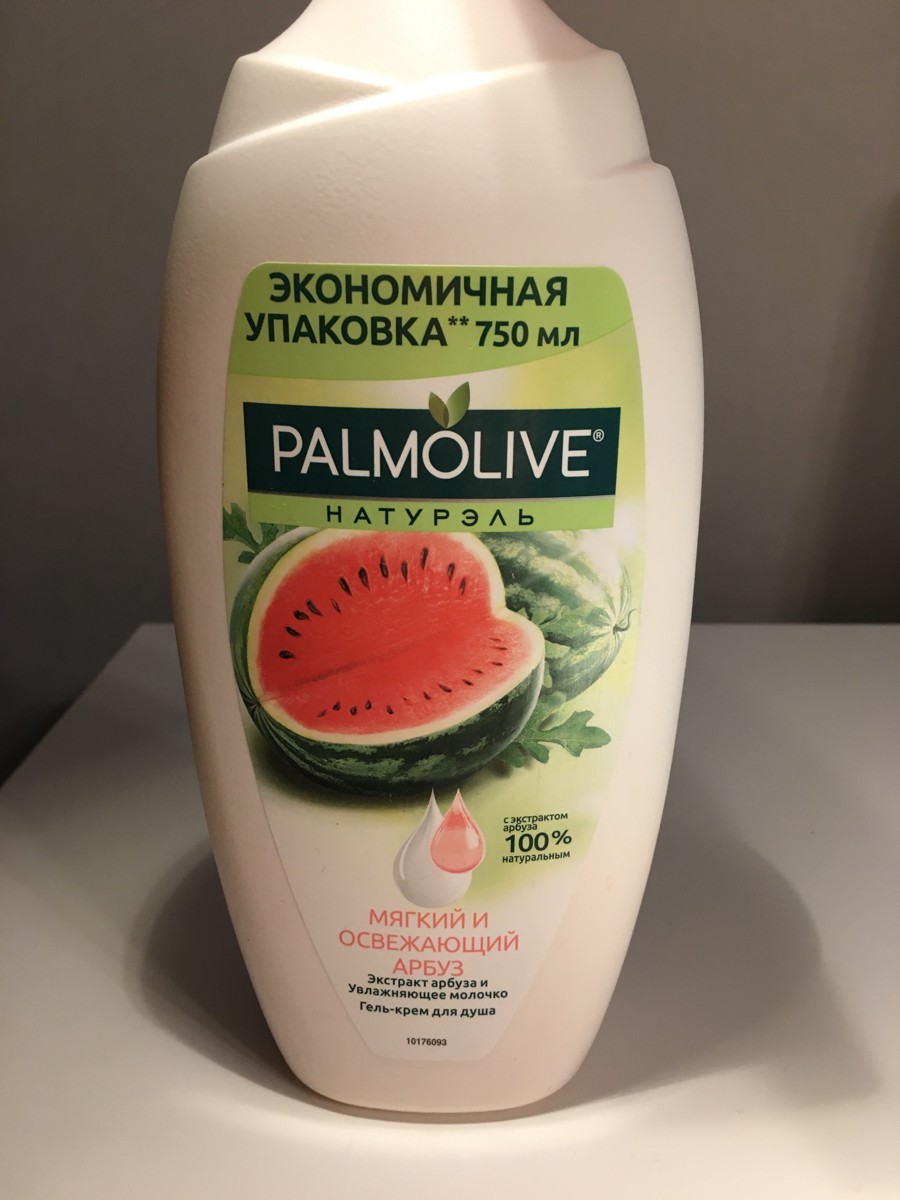 ЭКОНОМИЧНАЯ
УПАКОВКА** 750 мл
PALMOLIVE®
НАТУРЭЛЬ
с экстрактом
арбуза
100%
натуральным
МЯГКИЙ И
ОСВЕЖАЮЩИЙ
АРБУЗ
Экстракт арбуза и
Увлажняющее молочко
Гель-крем для душа
10176093